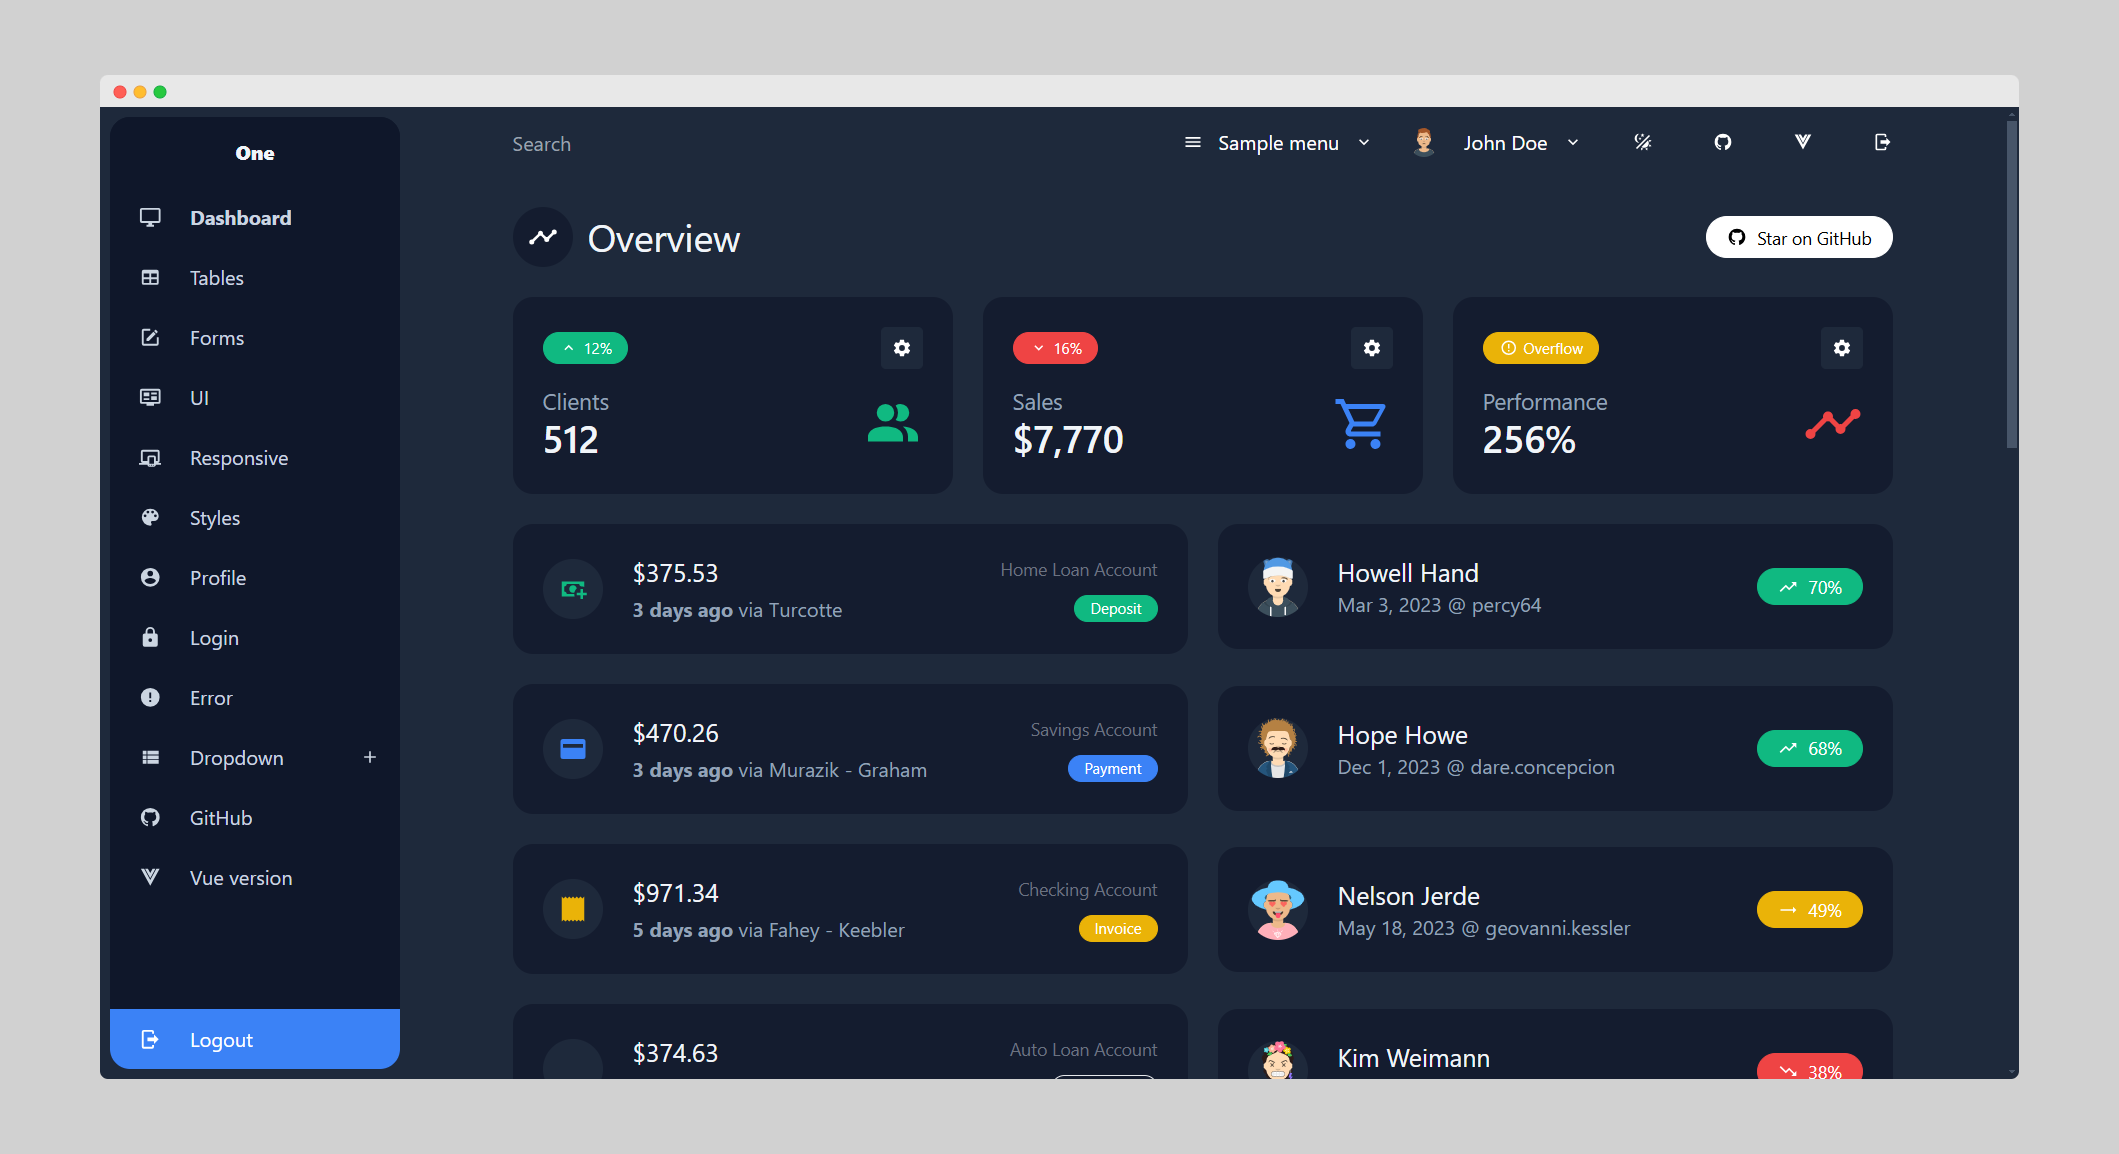 One
Dashboard
Tables
Forms
UI
Responsive
Styles
Profile
Login
Error
Dropdown +
GitHub
Vue version
Logout
Search
Sample menu
John Doe
Overview
Star on GitHub
12%
Clients
512
16%
Sales
$7,770
Overflow
Performance
256%
$375.53
3 days ago via Turcotte
Home Loan Account
Deposit
$470.26
3 days ago via Murazik - Graham
Savings Account
Payment
$971.34
5 days ago via Fahey - Keebler
Checking Account
Invoice
$374.63
Auto Loan Account
Howell Hand
Mar 3, 2023 @ percy64
70%
Hope Howe
Dec 1, 2023 @ dare.concepcion
68%
Nelson Jerde
May 18, 2023 @ geovanni.kessler
49%
Kim Weimann
38%